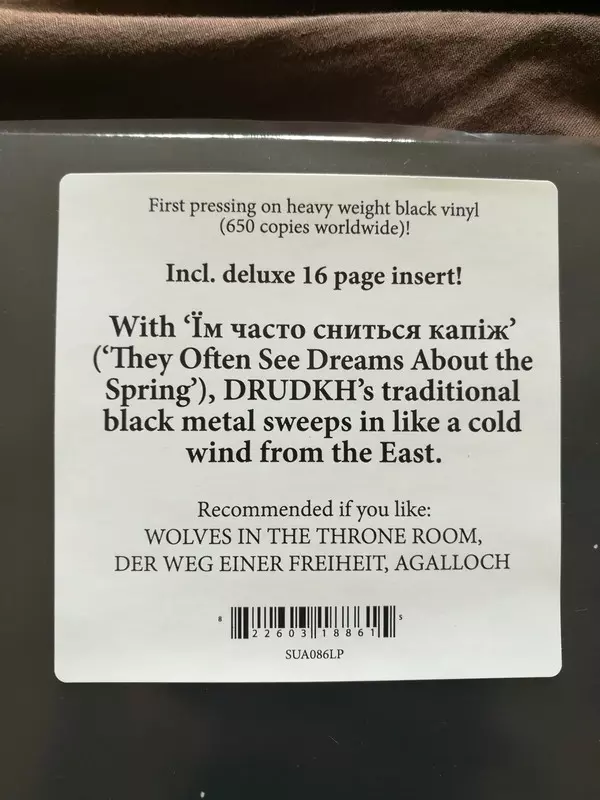 First pressing on heavy weight black vinyl
(650 copies worldwide)!
Incl. deluxe 16 page insert!
With ‘Їм часто сниться капіж’
(‘They Often See Dreams About the
Spring’), DRUDKH’s traditional
black metal sweeps in like a cold
wind from the East.
Recommended if you like:
WOLVES IN THE THRONE ROOM,
DER WEG EINER FREIHEIT, AGALLOCH
8 22603 18861 5
SUA086LP